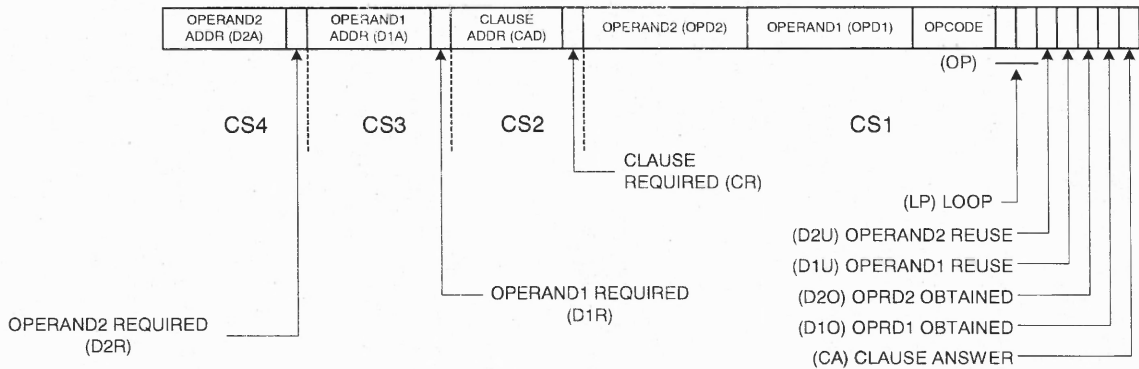 OPERAND2
ADDR (D2A)
OPERAND1
ADDR (D1A)
CLAUSE
ADDR (CAD)
OPERAND2 (OPD2)
OPERAND1 (OPD1)
OPCODE
(OP)
CS4
CS3
CS2
CS1
CLAUSE
REQUIRED (CR)
(LP) LOOP
(D2U) OPERAND2 REUSE
(D1U) OPERAND1 REUSE
(D2O) OPRD2 OBTAINED
(D1O) OPRD1 OBTAINED
(CA) CLAUSE ANSWER
OPERAND1 REQUIRED
(D1R)
OPERAND2 REQUIRED
(D2R)